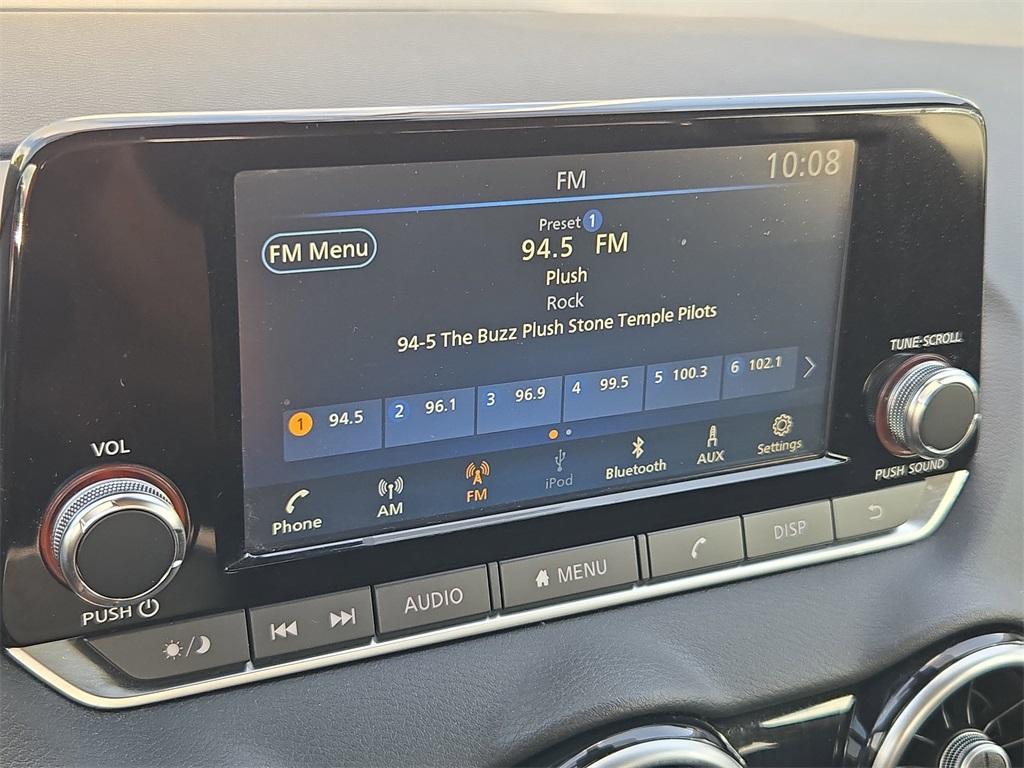 FM
10:08
FM Menu
Preset 1
94.5 FM
Plush
Rock
94-5 The Buzz Plush Stone Temple Pilots
1 94.5
2 96.1
3 96.9
4 99.5
5 100.3
6 102.1
Phone
AM
FM
iPod
Bluetooth
AUX
Settings
VOL
PUSH
TUNE·SCROLL
PUSH SOUND
AUDIO
MENU
DISP